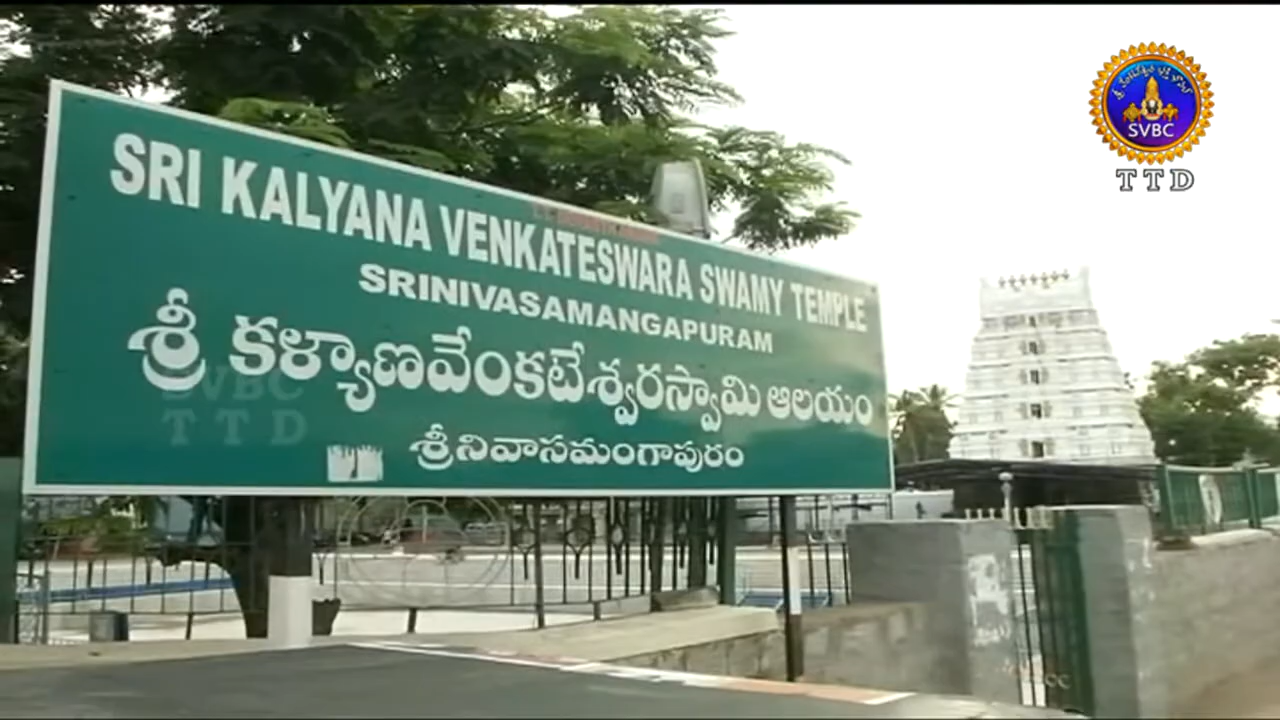 SRI KALYANA VENKATESWARA SWAMY TEMPLE
SRINIVASAMANGAPURAM
శ్రీ కళ్యాణవేంకటేశ్వరస్వామి ఆలయం
శ్రీనివాసమంగాపురం
SVBC
TTD
SVBC
TTD